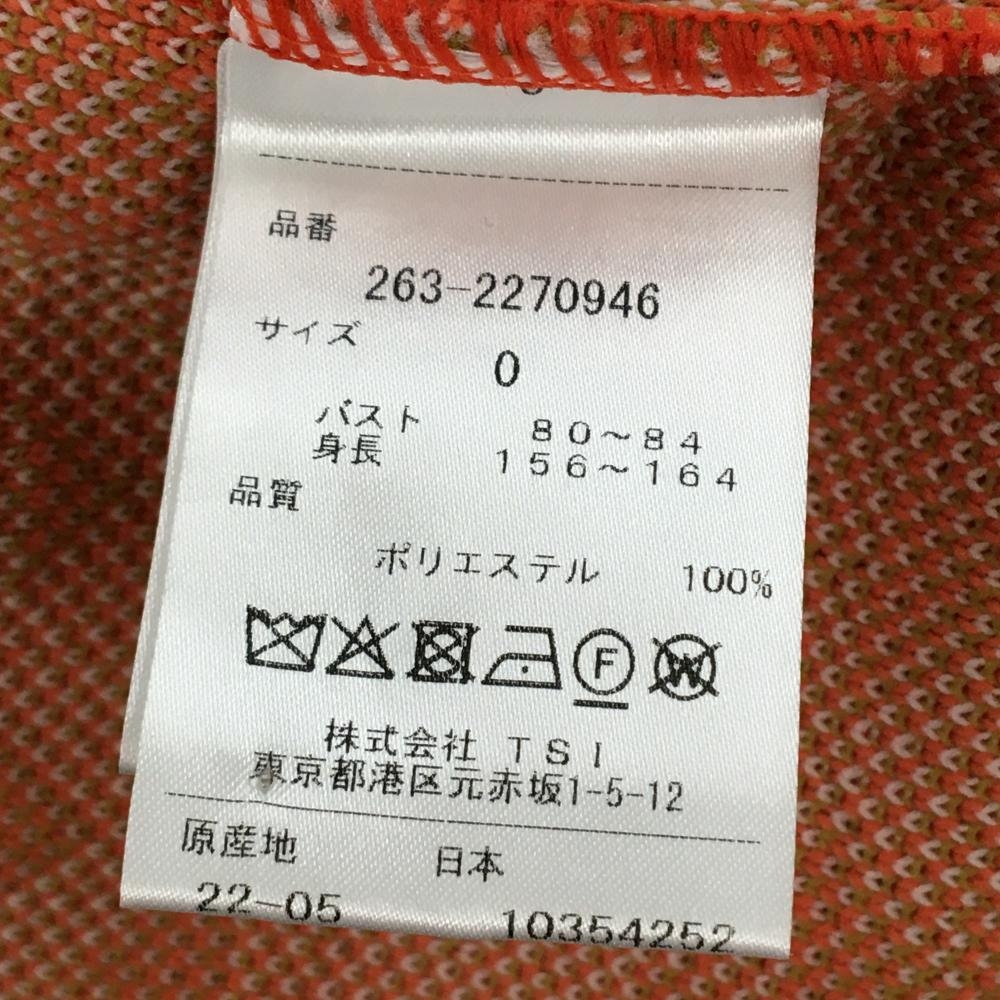 品番
263-2270946
サイズ
0
バスト 80～84
身長 156～164
品質
ポリエステル 100%
F W
株式会社 TSI
東京都港区元赤坂1-5-12
原産地 日本
22-05 10354252